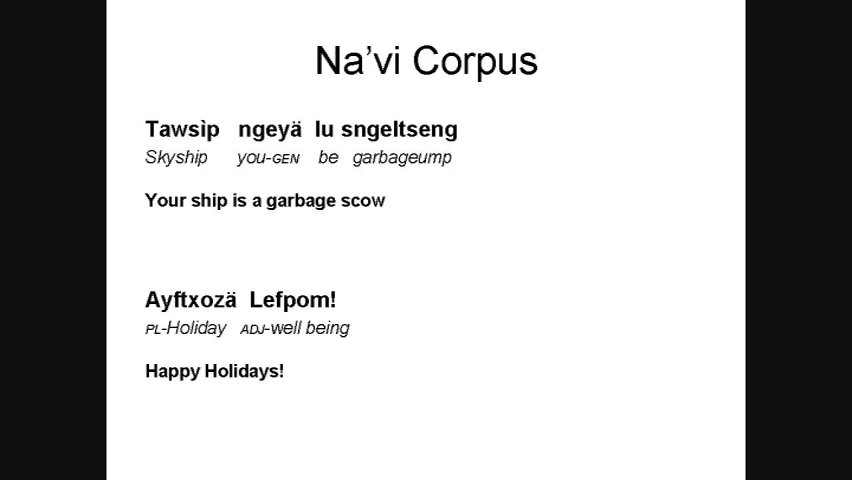 Na’vi Corpus
Tawsìp ngeyä lu sngeltseng
Skyship you-GEN be garbageump
Your ship is a garbage scow
Ayftxozä Lefpom!
PL-Holiday ADJ-well being
Happy Holidays!